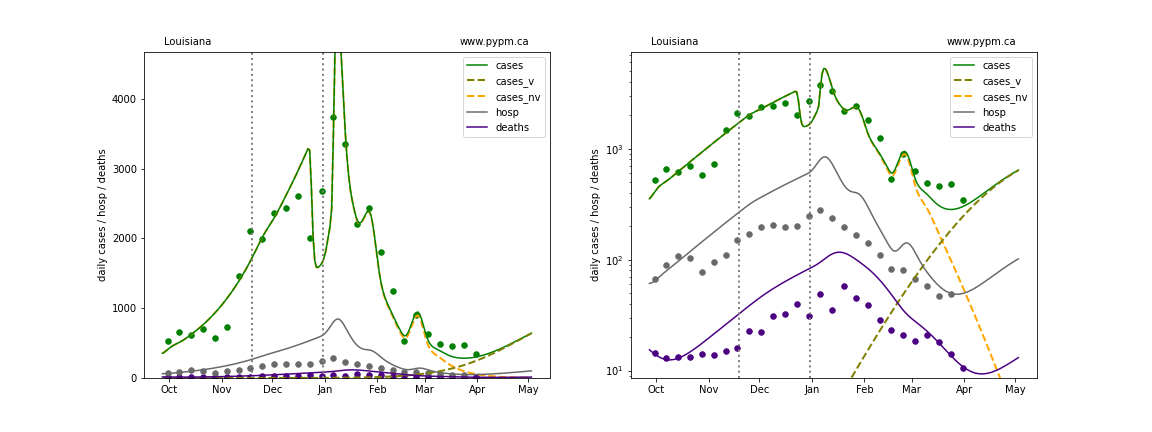 Louisiana www.pypm.ca
cases
cases_v
cases_nv
hosp
deaths
daily cases / hosp / deaths
4000
3000
2000
1000
0
Oct Nov Dec Jan Feb Mar Apr May
Louisiana www.pypm.ca
cases
cases_v
cases_nv
hosp
deaths
daily cases / hosp / deaths
10³
10²
10¹
Oct Nov Dec Jan Feb Mar Apr May